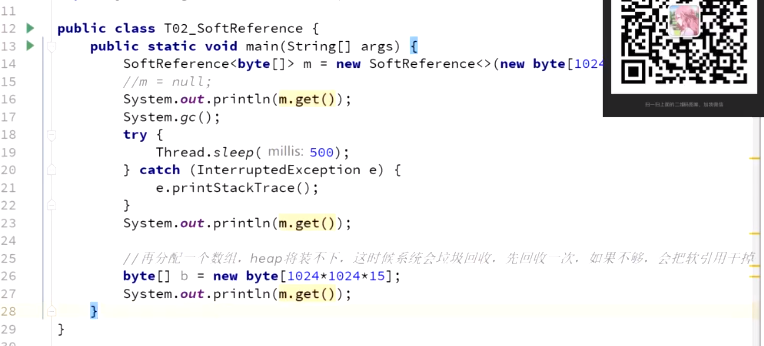 11
12 public class T02_SoftReference {
13 public static void main(String[] args) {
14 SoftReference<byte[]> m = new SoftReference<>(new byte[1024
15 //m = null;
16 System.out.println(m.get());
17 System.gc();
18 try {
19 Thread.sleep( millis: 500);
20 } catch (InterruptedException e) {
21 e.printStackTrace();
22 }
23 System.out.println(m.get());
24
25 //再分配一个数组，heap将装不下，这时候系统会垃圾回收，先回收一次，如果不够，会把软引用干掉
26 byte[] b = new byte[1024*1024*15];
27 System.out.println(m.get());
28 }
29 }